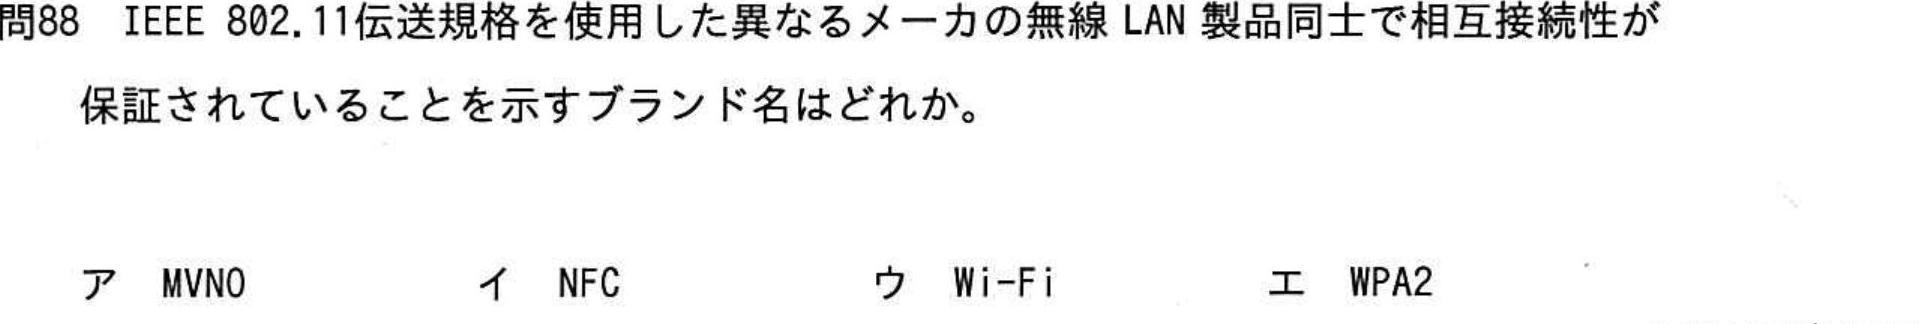 問88　IEEE 802.11伝送規格を使用した異なるメーカの無線 LAN 製品同士で相互接続性が
保証されていることを示すブランド名はどれか。
ア　MVNO　イ　NFC　ウ　Wi-Fi　エ　WPA2